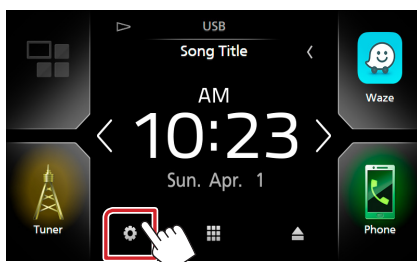 USB
Song Title
Waze
AM
10:23
Sun. Apr. 1
Tuner
Phone